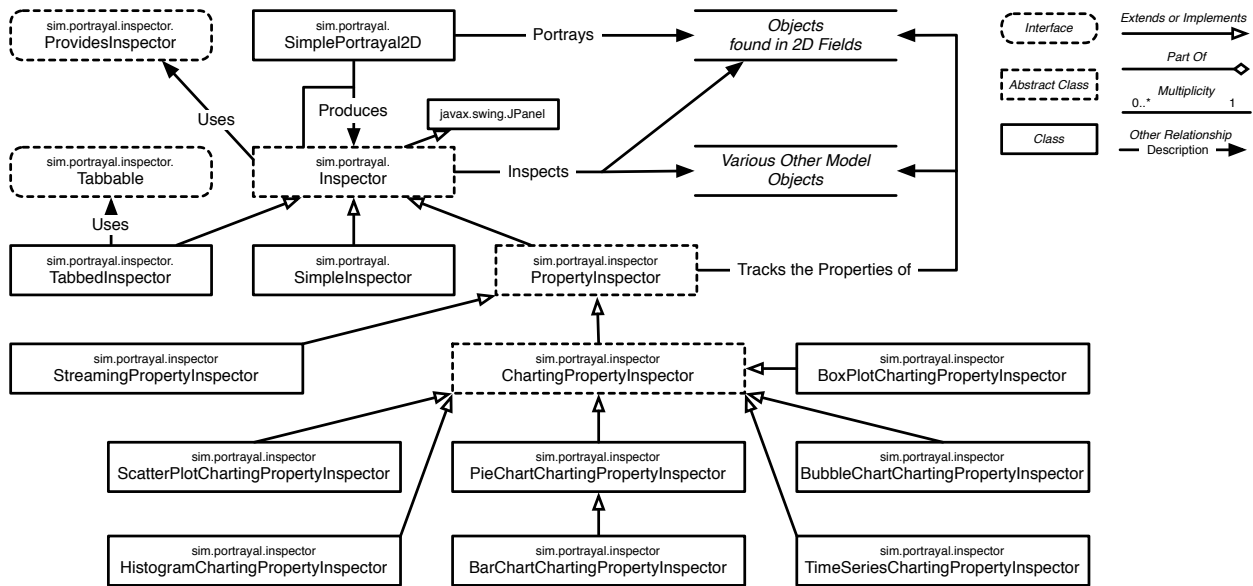 sim.portrayal.inspector.
ProvidesInspector
sim.portrayal.
SimplePortrayal2D
Portrays
Objects
found in 2D Fields
Interface
Extends or Implements
Part Of
Abstract Class
Multiplicity
0..*
1
Class
Other Relationship
Description
Produces
javax.swing.JPanel
Uses
sim.portrayal.inspector.
Tabbable
sim.portrayal.
Inspector
Inspects
Various Other Model
Objects
Uses
sim.portrayal.inspector.
TabbedInspector
sim.portrayal.
SimpleInspector
sim.portrayal.inspector
PropertyInspector
Tracks the Properties of
sim.portrayal.inspector
StreamingPropertyInspector
sim.portrayal.inspector
ChartingPropertyInspector
sim.portrayal.inspector
BoxPlotChartingPropertyInspector
sim.portrayal.inspector
ScatterPlotChartingPropertyInspector
sim.portrayal.inspector
PieChartChartingPropertyInspector
sim.portrayal.inspector
BubbleChartChartingPropertyInspector
sim.portrayal.inspector
HistogramChartingPropertyInspector
sim.portrayal.inspector
BarChartChartingPropertyInspector
sim.portrayal.inspector
TimeSeriesChartingPropertyInspector